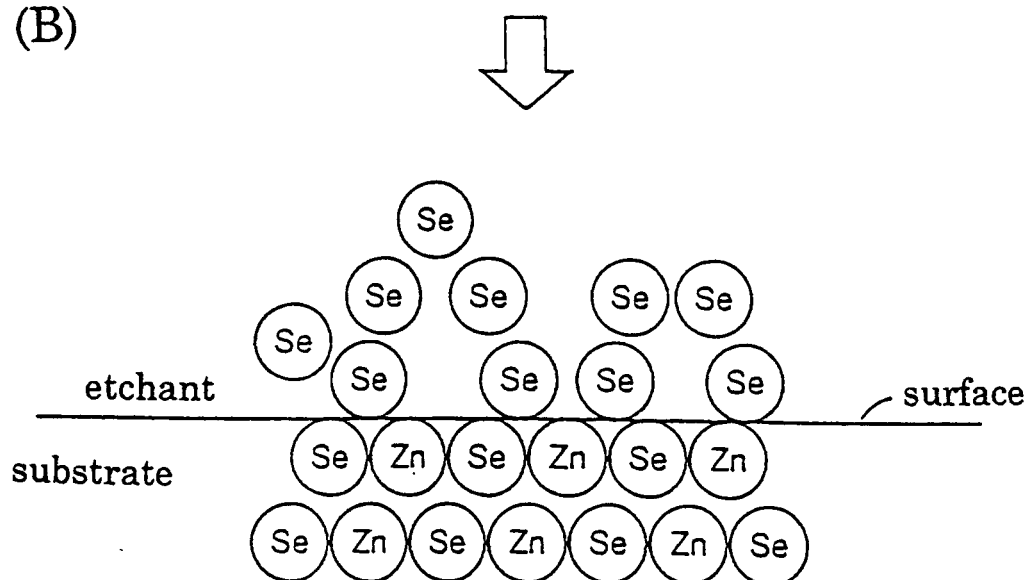 (B)
Se
Se Se Se Se
Se
Se Se Se Se
etchant surface
Se Zn Se Zn Se Zn
substrate
Se Zn Se Zn Se Zn Se